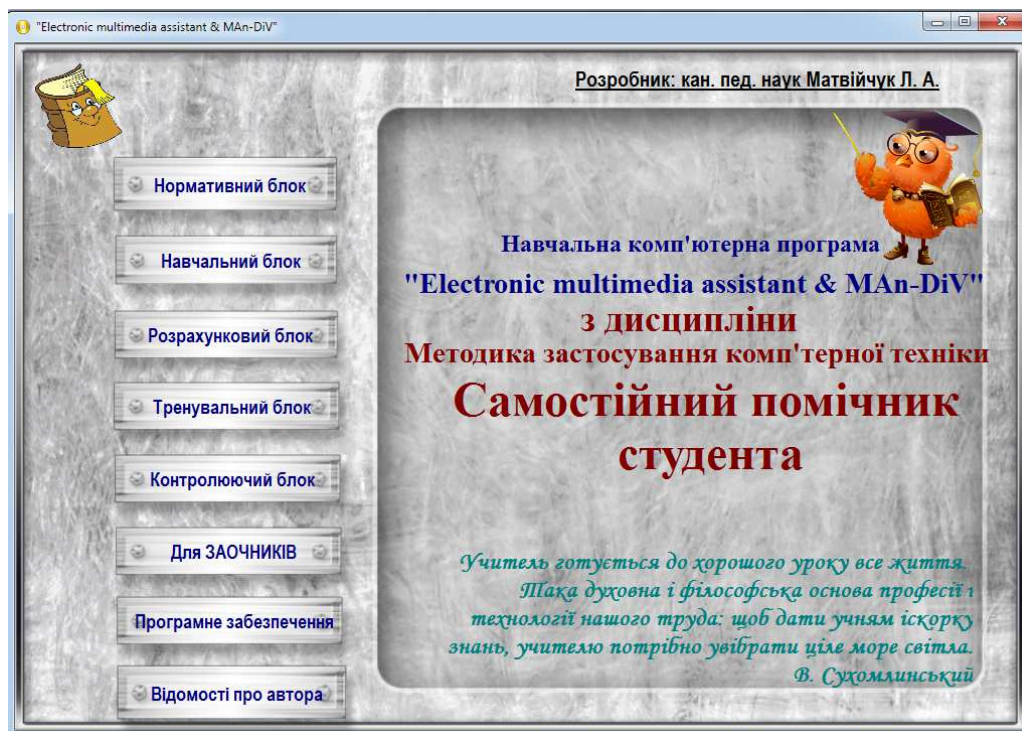 "Electronic multimedia assistant & MAn-DiV"
Розробник: кан. пед. наук Матвійчук Л. А.
Нормативний блок
Навчальний блок
Розрахунковий блок
Тренувальний блок
Контролюючий блок
Для ЗАОЧНИКІВ
Програмне забезпечення
Відомості про автора
Навчальна комп'ютерна програма
"Electronic multimedia assistant & MAn-DiV"
з дисципліни
Методика застосування комп'терної техніки
Самостійний помічник
студента
Учитель готується до хорошого уроку все життя.
Така духовна і філософська основа професії і
технології нашого труда: щоб дати учням іскорку
знань, учителю потрібно увібрати ціле море світла.
В. Сухомлинський